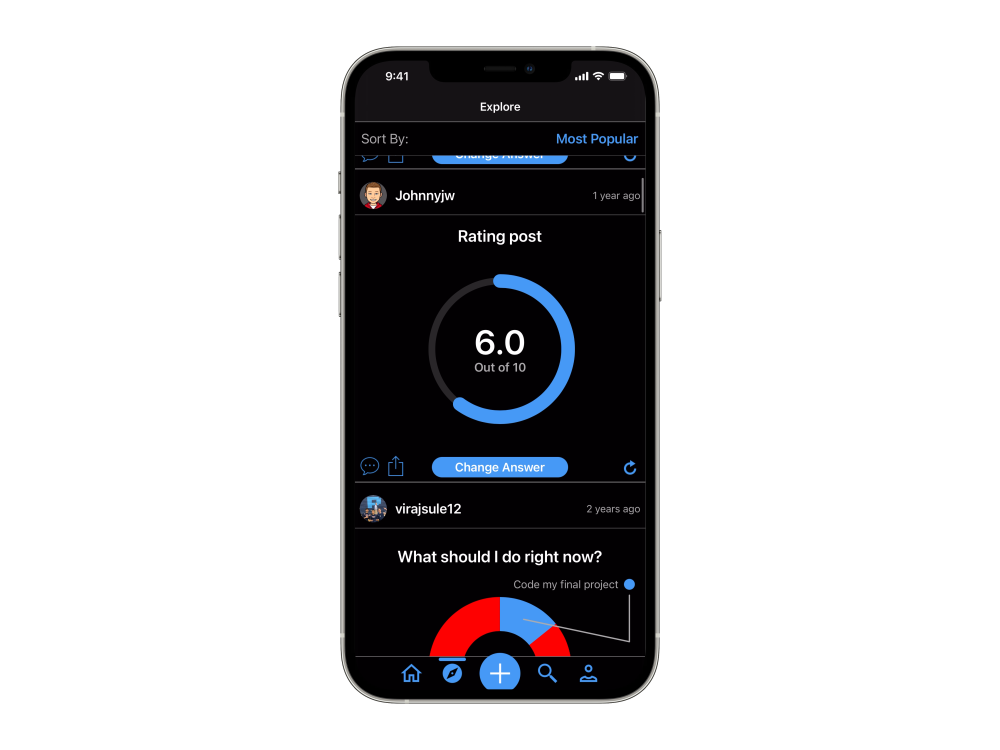 9:41
Explore
Sort By: Most Popular
Change Answer
Johnnyjw 1 year ago
Rating post
6.0
Out of 10
Change Answer
virajsule12 2 years ago
What should I do right now?
Code my final project